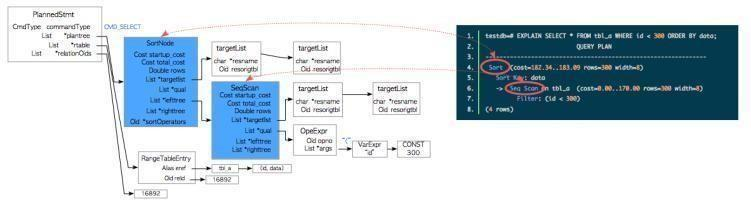 PlannedStmt
CmdType commandType
List *plantree
List *rtable
List *relationOids
CMD_SELECT
SortNode
Cost startup_cost
Cost total_cost
Double rows
List *targetlist
List *qual
List *lefttree
List *righttree
Oid *sortOperators
targetList
char *resname
Oid resorigtbl
targetList
char *resname
Oid resorigtbl
SeqScan
Cost startup_cost
Cost total_cost
Double rows
List *targetlist
List *qual
List *lefttree
List *righttree
targetList
char *resname
Oid resorigtbl
targetList
char *resname
Oid resorigtbl
OpeExpr
Oid opno
List *args
"<"
VarExpr
"id"
CONST
300
RangeTableEntry
Alias eref
Oid relid
tbl_a
(id, data)
16892
16892
1. testdb=# EXPLAIN SELECT * FROM tbl_a WHERE id < 300 ORDER BY data;
2. QUERY PLAN
3. ---------------------------------------------------------------
4. Sort (cost=182.34..183.09 rows=300 width=8)
5. Sort Key: data
6. -> Seq Scan on tbl_a (cost=0.00..170.00 rows=300 width=8)
7. Filter: (id < 300)
8. (4 rows)